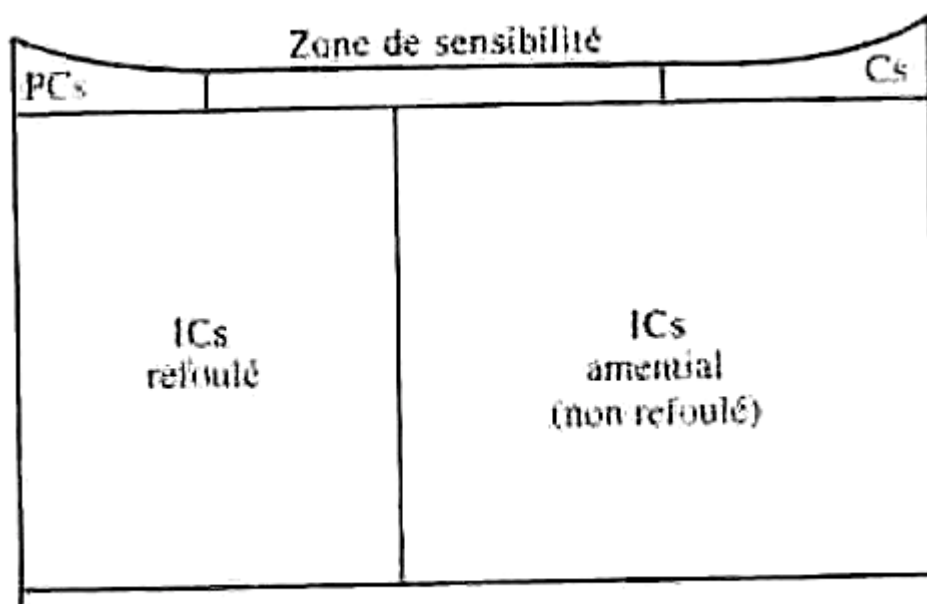 Zone de sensibilité
PCs
Cs
ICs
refoulé
ICs
amential
(non refoulé)